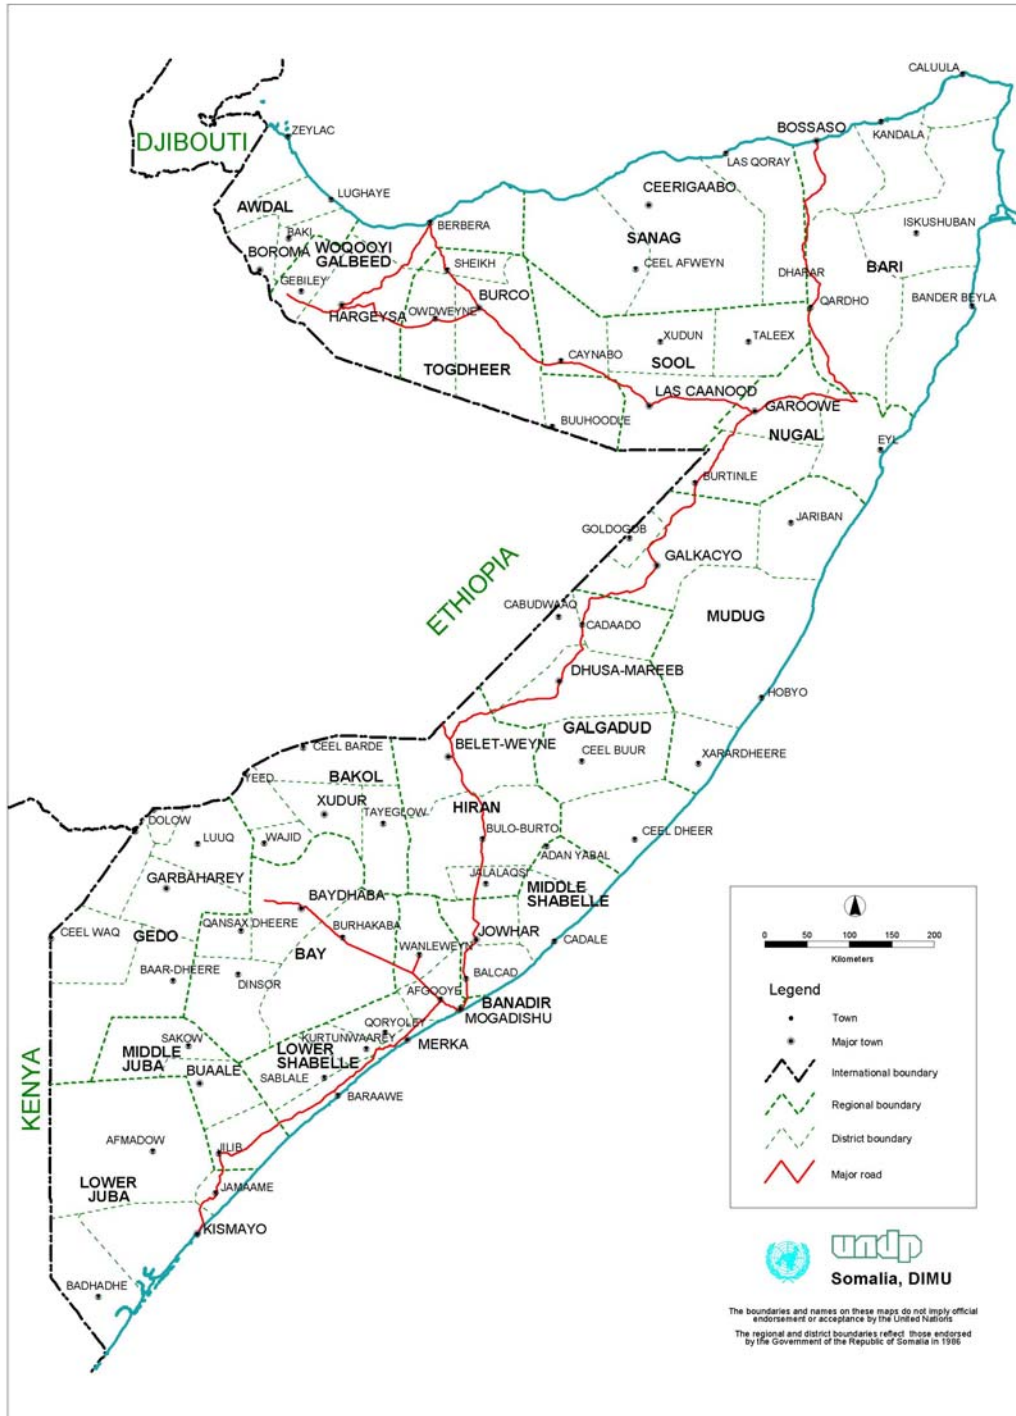 CALUULA
BOSSASO
KANDALA
ZEYLAC
DJIBOUTI
LAS QORAY
CEERIGAABO
LUGHAYE
AWDAL
BERBERA
ISKUSHUBAN
BAKI
WOQOOYI
GALBEED
SANAG
BOROMA
SHEIKH
CEEL AFWEYN
BARI
DHARAR
GEBILEY
BURCO
QARDHO
BANDER BEYLA
HARGEYSA
OWDWEYNE
XUDUN
TALEEX
CAYNABO
SOOL
TOGDHEER
LAS CAANOOD
GAROOWE
BUUHOODLE
NUGAL
EYL
BURTINLE
JARIBAN
GOLDOGOB
GALKACYO
ETHIOPIA
CABUDWAAQ
CADAADO
MUDUG
DHUSA-MAREEB
HOBYO
GALGADUD
BELET-WEYNE
CEEL BUUR
XARARDHEERE
CEEL BARDE
BAKOL
YEED
XUDUR
TAYEGLOW
HIRAN
DOLOW
LUUQ
WAJID
BULO-BURTO
CEEL DHEER
ADAN YABAL
JALALAQSI
GARBAHAREY
BAYDHABA
MIDDLE
SHABELLE
QANSAX DHEERE
BURHAKABA
CEEL WAQ
GEDO
JOWHAR
CADALE
WANLEWEYN
BAY
BAAR-DHEERE
DINSOR
BALCAD
AFGOOYE
BANADIR
MOGADISHU
QORYOLEY
KURTUNWAAREY
SAKOW
MERKA
MIDDLE
JUBA
LOWER
SHABELLE
BUAALE
SABLALE
BARAAWE
KENYA
AFMADOW
JILIB
LOWER
JUBA
JAMAAME
KISMAYO
BADHADHE
0 50 100 150 200
Kilometers
Legend
Town
Major town
International boundary
Regional boundary
District boundary
Major road
undp
Somalia, DIMU
The boundaries and names on these maps do not imply official
endorsement or acceptance by the United Nations
The regional and district boundaries reflect those endorsed
by the Government of the Republic of Somalia in 1986